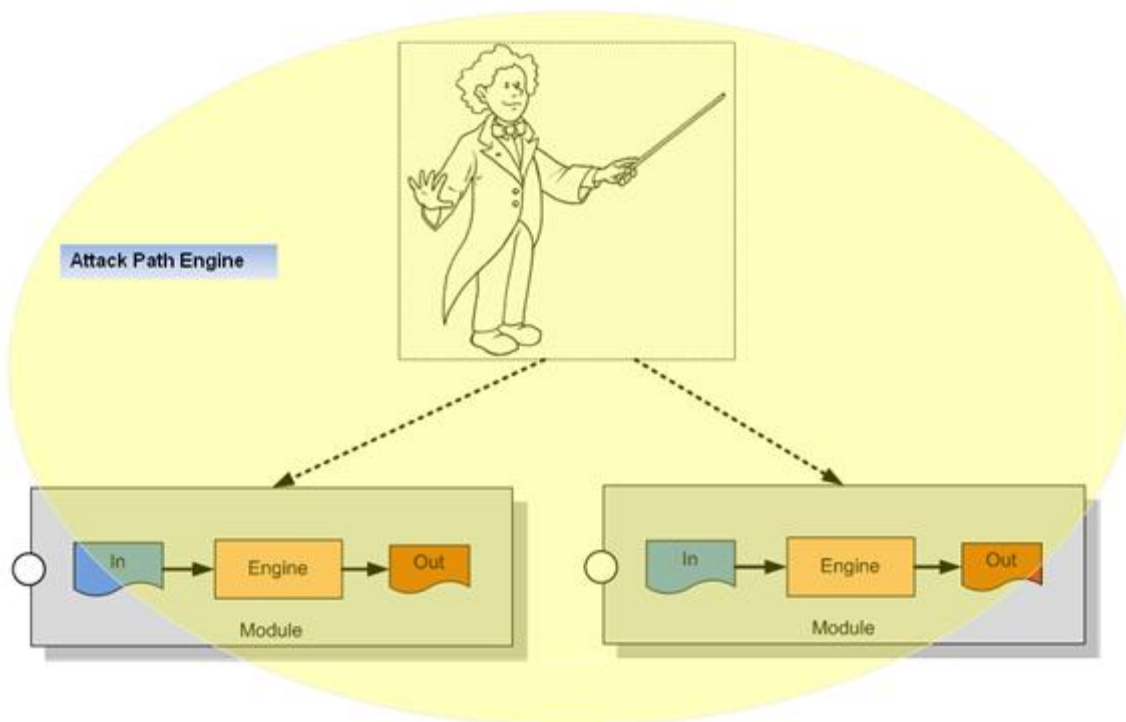 Attack Path Engine
In
Engine
Out
Module
In
Engine
Out
Module